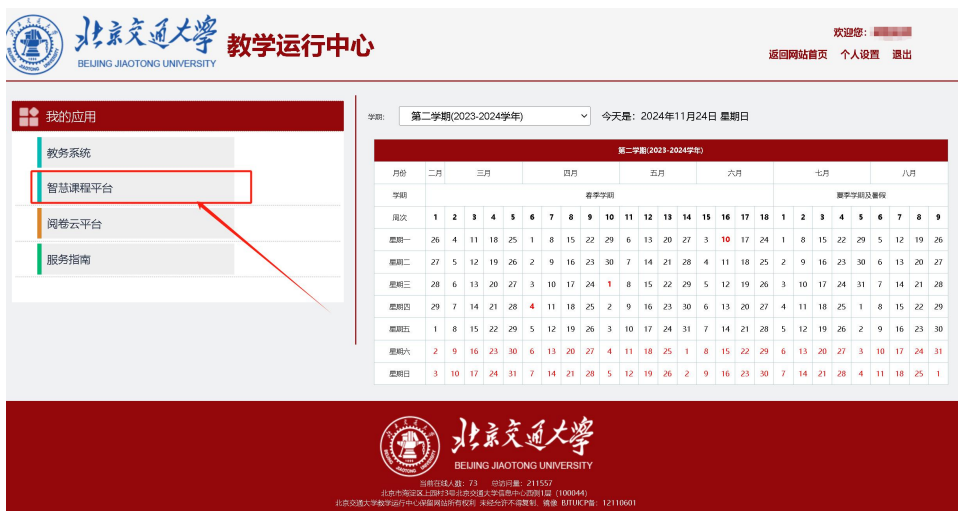 北京交通大学
BEIJING JIAOTONG UNIVERSITY
教学运行中心
欢迎您:
返回网站首页 个人设置 退出
我的应用
教务系统
智慧课程平台
阅卷云平台
服务指南
学期: 第二学期(2023-2024学年) 今天是: 2024年11月24日 星期日
第二学期(2023-2024学年)
月份 二月 三月 四月 五月 六月 七月 八月
学期 春季学期 夏季学期及暑假
周次 1 2 3 4 5 6 7 8 9 10 11 12 13 14 15 16 17 18 1 2 3 4 5 6 7 8 9
星期一 26 4 11 18 25 1 8 15 22 29 6 13 20 27 3 10 17 24 1 8 15 22 29 5 12 19 26
星期二 27 5 12 19 26 2 9 16 23 30 7 14 21 28 4 11 18 25 2 9 16 23 30 6 13 20 27
星期三 28 6 13 20 27 3 10 17 24 1 8 15 22 29 5 12 19 26 3 10 17 24 31 7 14 21 28
星期四 29 7 14 21 28 4 11 18 25 2 9 16 23 30 6 13 20 27 4 11 18 25 1 8 15 22 29
星期五 1 8 15 22 29 5 12 19 26 3 10 17 24 31 7 14 21 28 5 12 19 26 2 9 16 23 30
星期六 2 9 16 23 30 6 13 20 27 4 11 18 25 1 8 15 22 29 6 13 20 27 3 10 17 24 31
星期日 3 10 17 24 31 7 14 21 28 5 12 19 26 2 9 16 23 30 7 14 21 28 4 11 18 25 1
北京交通大学
BEIJING JIAOTONG UNIVERSITY
当前在线人数: 73 总访问量: 211557
北京市海淀区上园村3号北京交通大学信息中心西侧1层 (100044)
北京交通大学教学运行中心保留网站所有权利 未经允许不得复制、镜像 BJTUICP备: 12110601